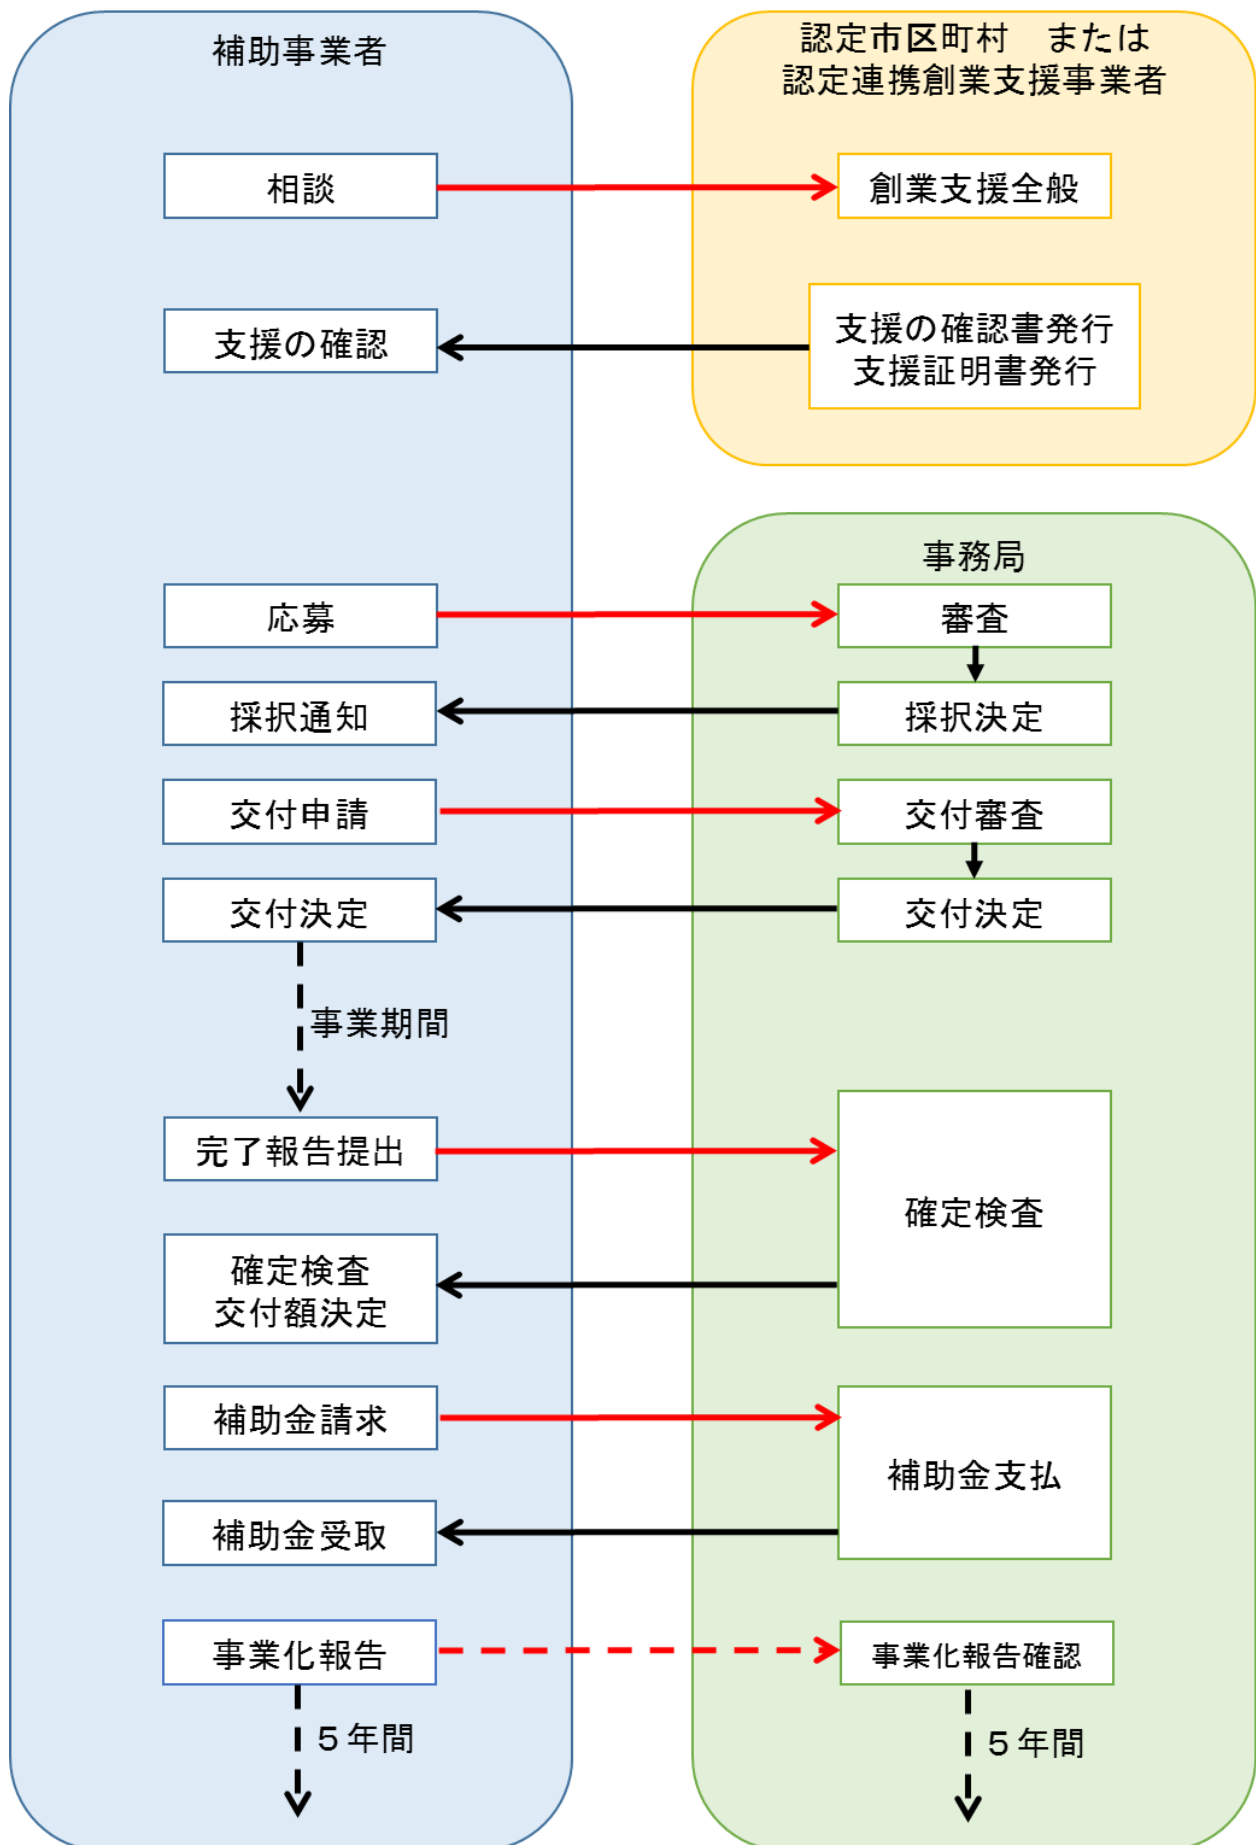 補助事業者
認定市区町村　または
認定連携創業支援事業者
相談
創業支援全般
支援の確認
支援の確認書発行
支援証明書発行
事務局
応募
審査
採択通知
採択決定
交付申請
交付審査
交付決定
交付決定
事業期間
完了報告提出
確定検査
確定検査
交付額決定
補助金請求
補助金支払
補助金受取
事業化報告
事業化報告確認
５年間
５年間